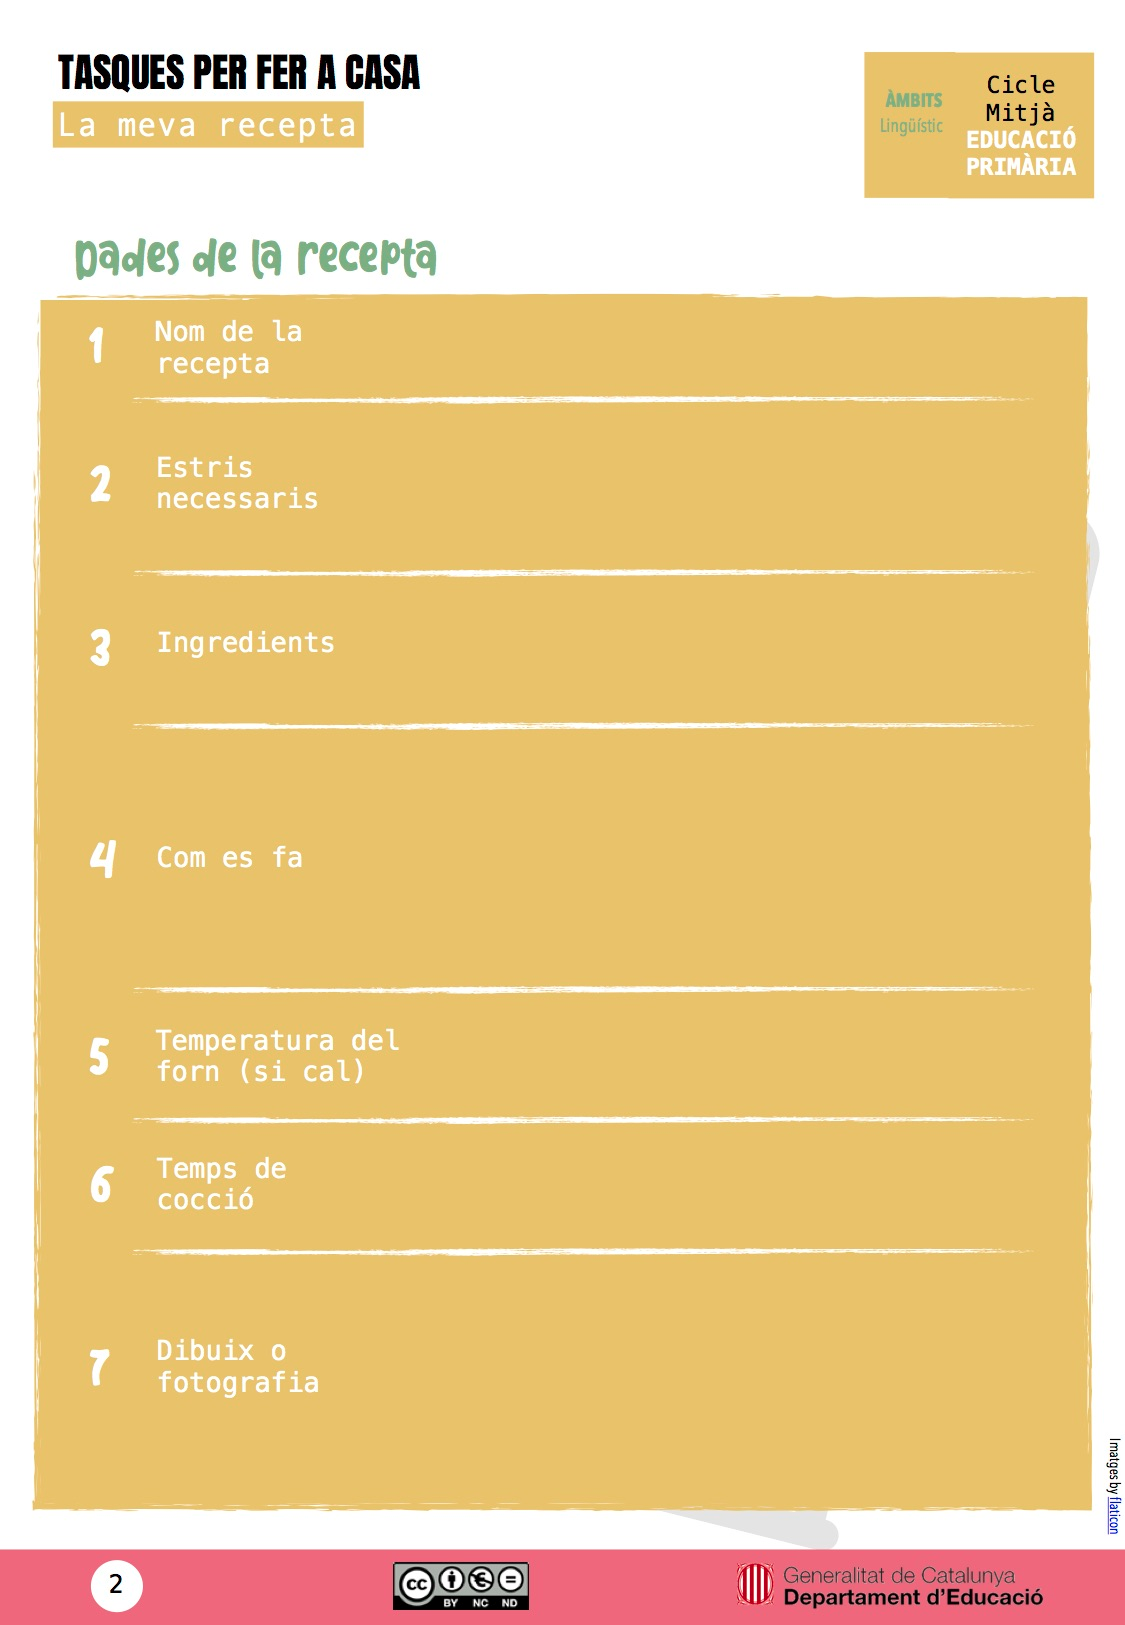 TASQUES PER FER A CASA
La meva recepta
ÀMBITS
Lingüístic
Cicle
Mitjà
EDUCACIÓ
PRIMÀRIA
Dades de la recepta
1 Nom de la
recepta
2 Estris
necessaris
3 Ingredients
4 Com es fa
5 Temperatura del
forn (si cal)
6 Temps de
cocció
7 Dibuix o
fotografia
Imatges by flaticon
2
cc BY NC ND
Generalitat de Catalunya
Departament d'Educació